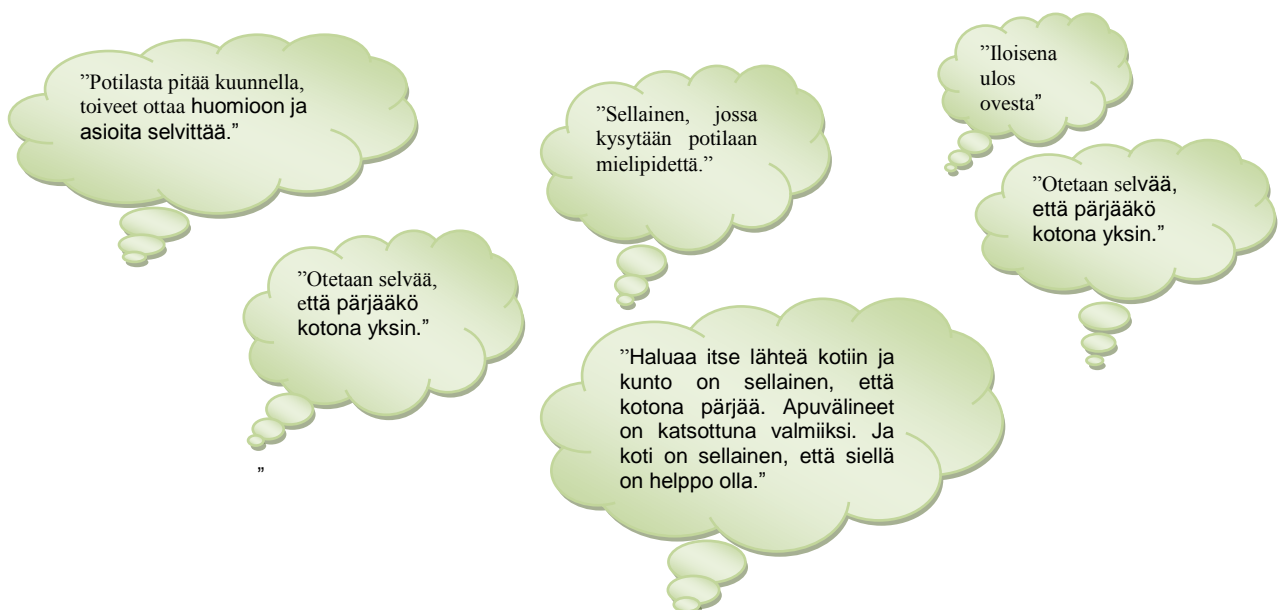 ”Potilasta pitää kuunnella,
toiveet ottaa huomioon ja
asioita selvittää.”
”Sellainen, jossa
kysytään potilaan
mielipidettä.”
”Iloisena
ulos
ovesta”
”Otetaan selvää,
että pärjääkö
kotona yksin.”
”Otetaan selvää,
että pärjääkö
kotona yksin.”
”
”Haluaa itse lähteä kotiin ja
kunto on sellainen, että
kotona pärjää. Apuvälineet
on katsottuna valmiiksi. Ja
koti on sellainen, että siellä
on helppo olla.”